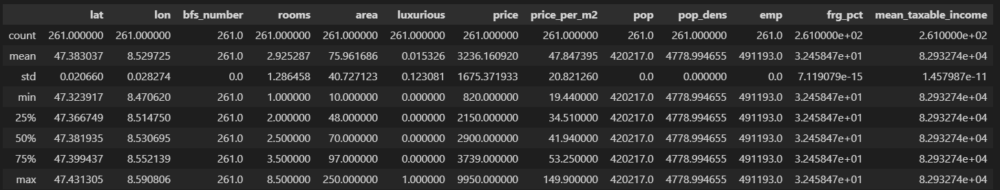 lat lon bfs_number rooms area luxurious price price_per_m2 pop pop_dens emp frg_pct mean_taxable_income
count 261.000000 261.000000 261.0 261.000000 261.000000 261.000000 261.000000 261.000000 261.0 261.000000 261.0 2.610000e+02 2.610000e+02
mean 47.383037 8.529725 261.0 2.925287 75.961686 0.015326 3236.160920 47.847395 420217.0 4778.994655 491193.0 3.245847e+01 8.293274e+04
std 0.020660 0.028274 0.0 1.286458 40.727123 0.123081 1675.371933 20.821260 0.0 0.000000 0.0 7.119079e-15 1.457987e-11
min 47.323917 8.470620 261.0 1.000000 10.000000 0.000000 820.000000 19.440000 420217.0 4778.994655 491193.0 3.245847e+01 8.293274e+04
25% 47.366749 8.514750 261.0 2.000000 48.000000 0.000000 2150.000000 34.510000 420217.0 4778.994655 491193.0 3.245847e+01 8.293274e+04
50% 47.381935 8.530695 261.0 2.500000 70.000000 0.000000 2900.000000 41.940000 420217.0 4778.994655 491193.0 3.245847e+01 8.293274e+04
75% 47.399437 8.552139 261.0 3.500000 97.000000 0.000000 3739.000000 53.250000 420217.0 4778.994655 491193.0 3.245847e+01 8.293274e+04
max 47.431305 8.590806 261.0 8.500000 250.000000 1.000000 9950.000000 149.900000 420217.0 4778.994655 491193.0 3.245847e+01 8.293274e+04